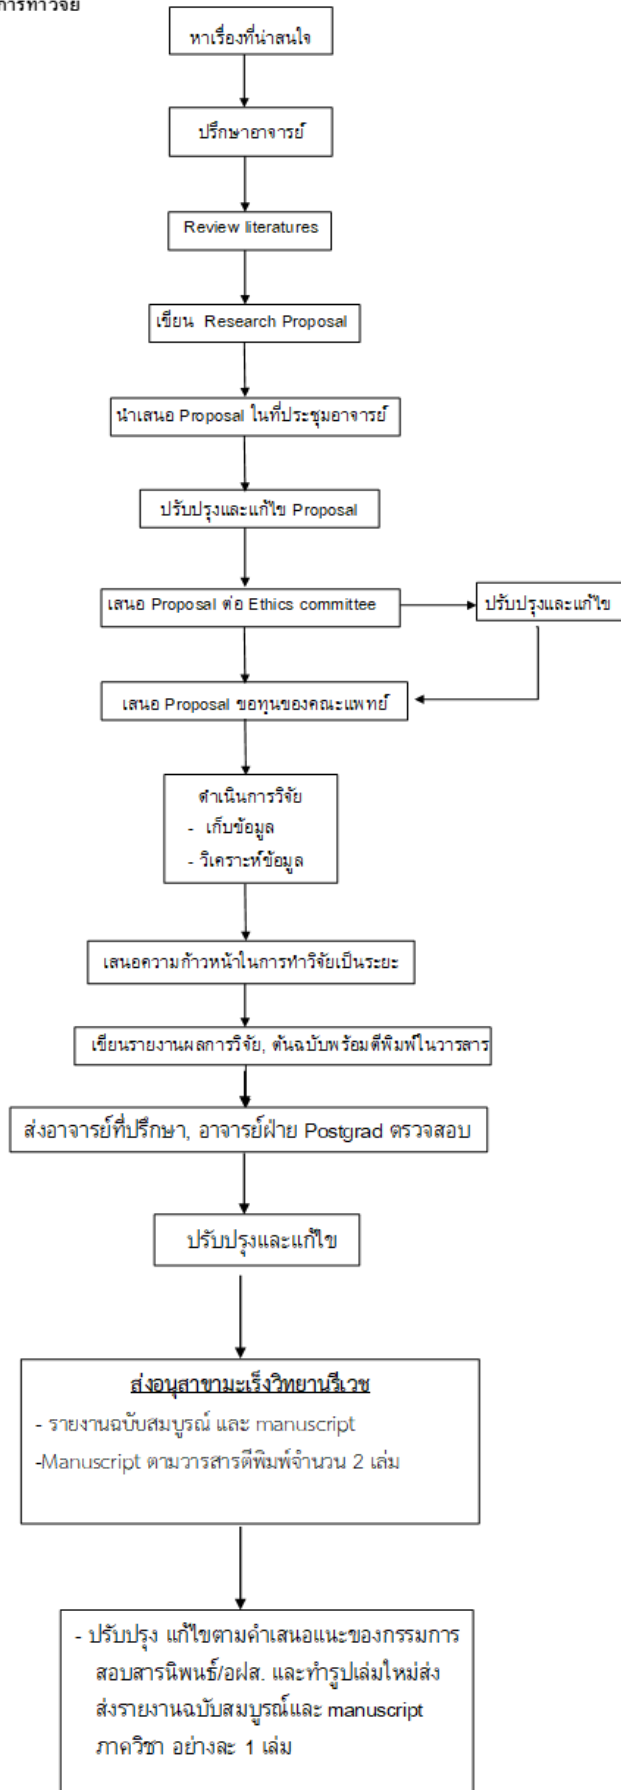 การทำวิจัย
หาเรื่องที่น่าสนใจ
ปรึกษาอาจารย์
Review literatures
เขียน Research Proposal
นำเสนอ Proposal ในที่ประชุมอาจารย์
ปรับปรุงและแก้ไข Proposal
เสนอ Proposal ต่อ Ethics committee
ปรับปรุงและแก้ไข
เสนอ Proposal ขอทุนของคณะแพทย์
ดำเนินการวิจัย
- เก็บข้อมูล
- วิเคราะห์ข้อมูล
เสนอความก้าวหน้าในการทำวิจัยเป็นระยะ
เขียนรายงานผลการวิจัย, ต้นฉบับพร้อมตีพิมพ์ในวารสาร
ส่งอาจารย์ที่ปรึกษา, อาจารย์ฝ่าย Postgrad ตรวจสอบ
ปรับปรุงและแก้ไข
ส่งอนุสาขามะเร็งวิทยานรีเวช
- รายงานฉบับสมบูรณ์ และ manuscript
-Manuscript ตามวารสารตีพิมพ์จำนวน 2 เล่ม
- ปรับปรุง แก้ไขตามคำเสนอแนะของกรรมการ
สอบสารนิพนธ์/อฝส. และทำรูปเล่มใหม่ส่ง
ส่งรายงานฉบับสมบูรณ์และ manuscript
ภาควิชา อย่างละ 1 เล่ม